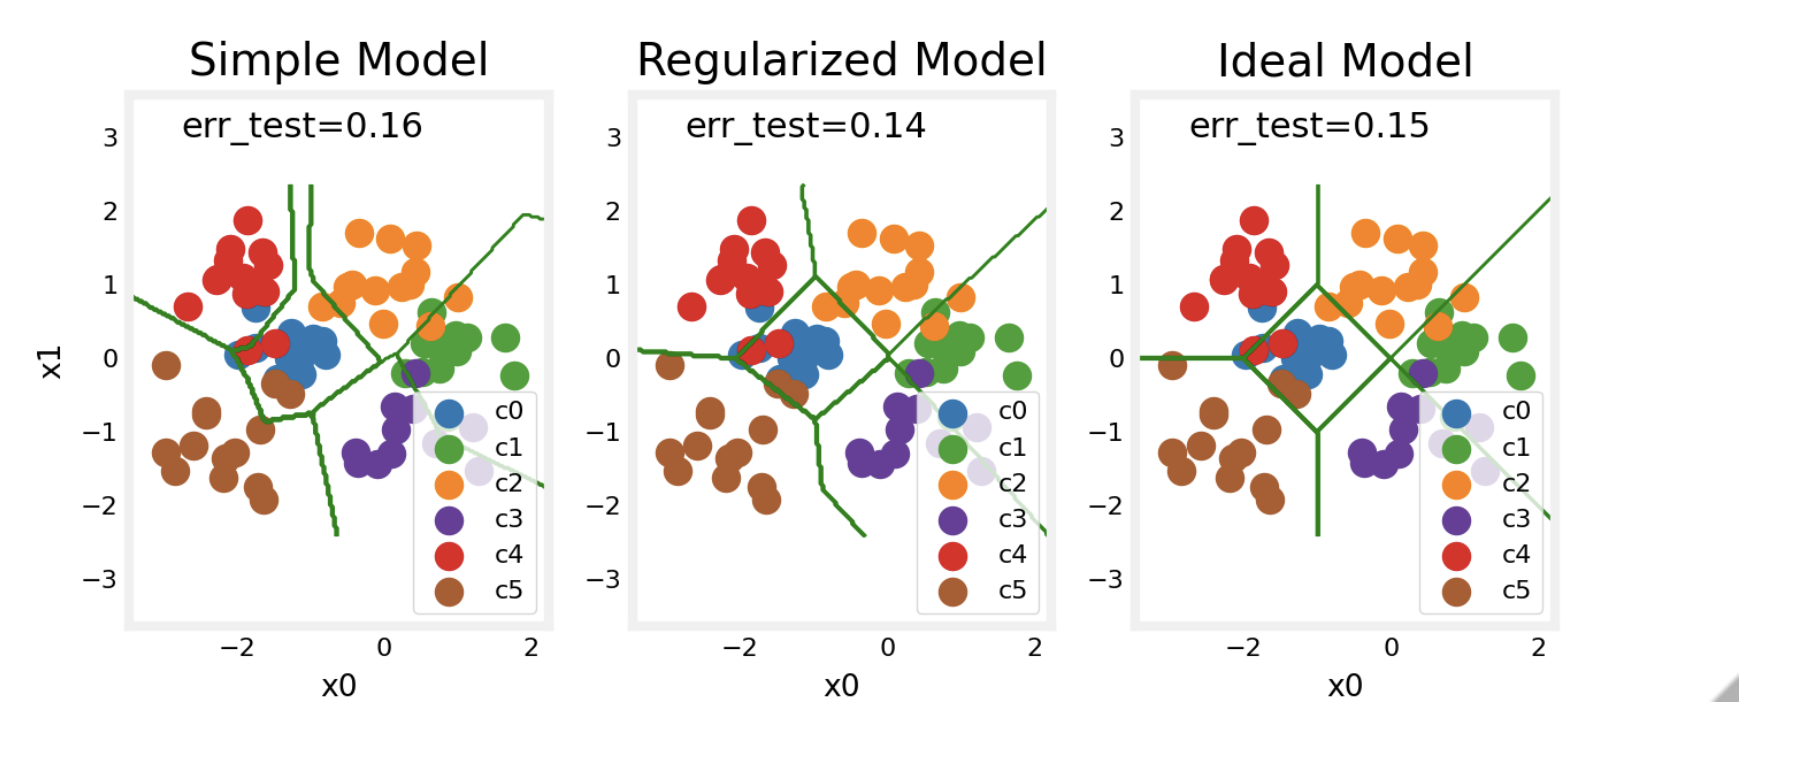 Simple Model
err_test=0.16
3
2
1
0
−1
−2
−3
x1
c0
c1
c2
c3
c4
c5
−2 0 2
x0
Regularized Model
err_test=0.14
3
2
1
0
−1
−2
−3
c0
c1
c2
c3
c4
c5
−2 0 2
x0
Ideal Model
err_test=0.15
3
2
1
0
−1
−2
−3
c0
c1
c2
c3
c4
c5
−2 0 2
x0